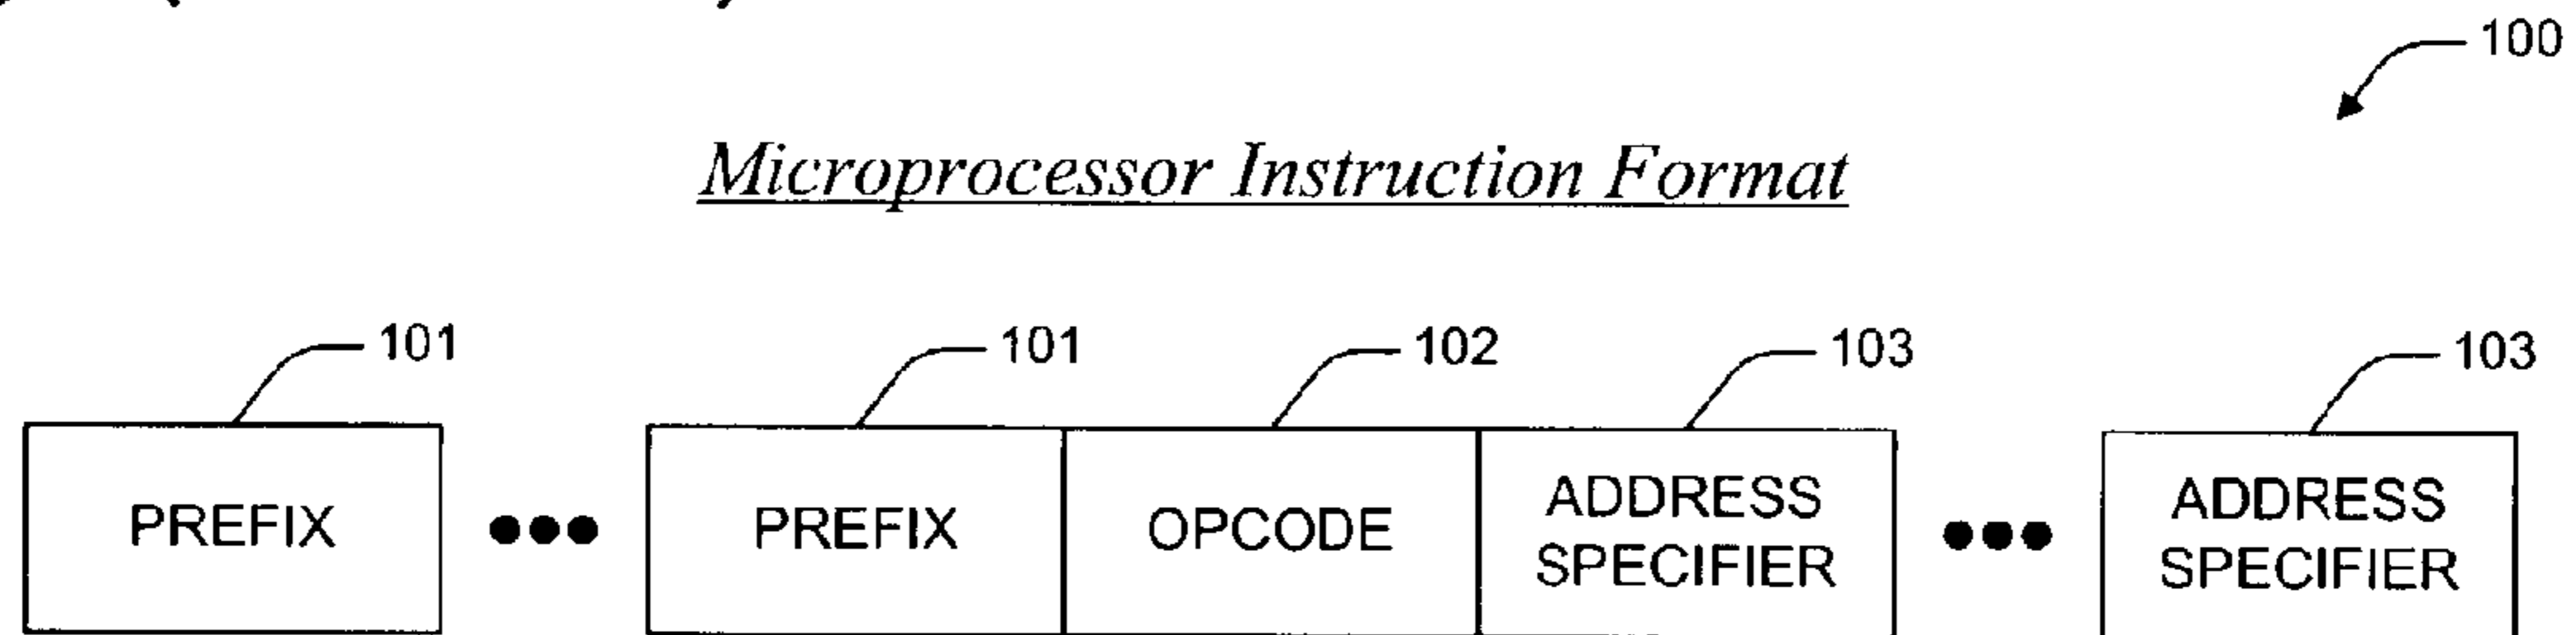 100
Microprocessor Instruction Format
101 101 102 103 103
PREFIX ●●● PREFIX OPCODE ADDRESS SPECIFIER ●●● ADDRESS SPECIFIER